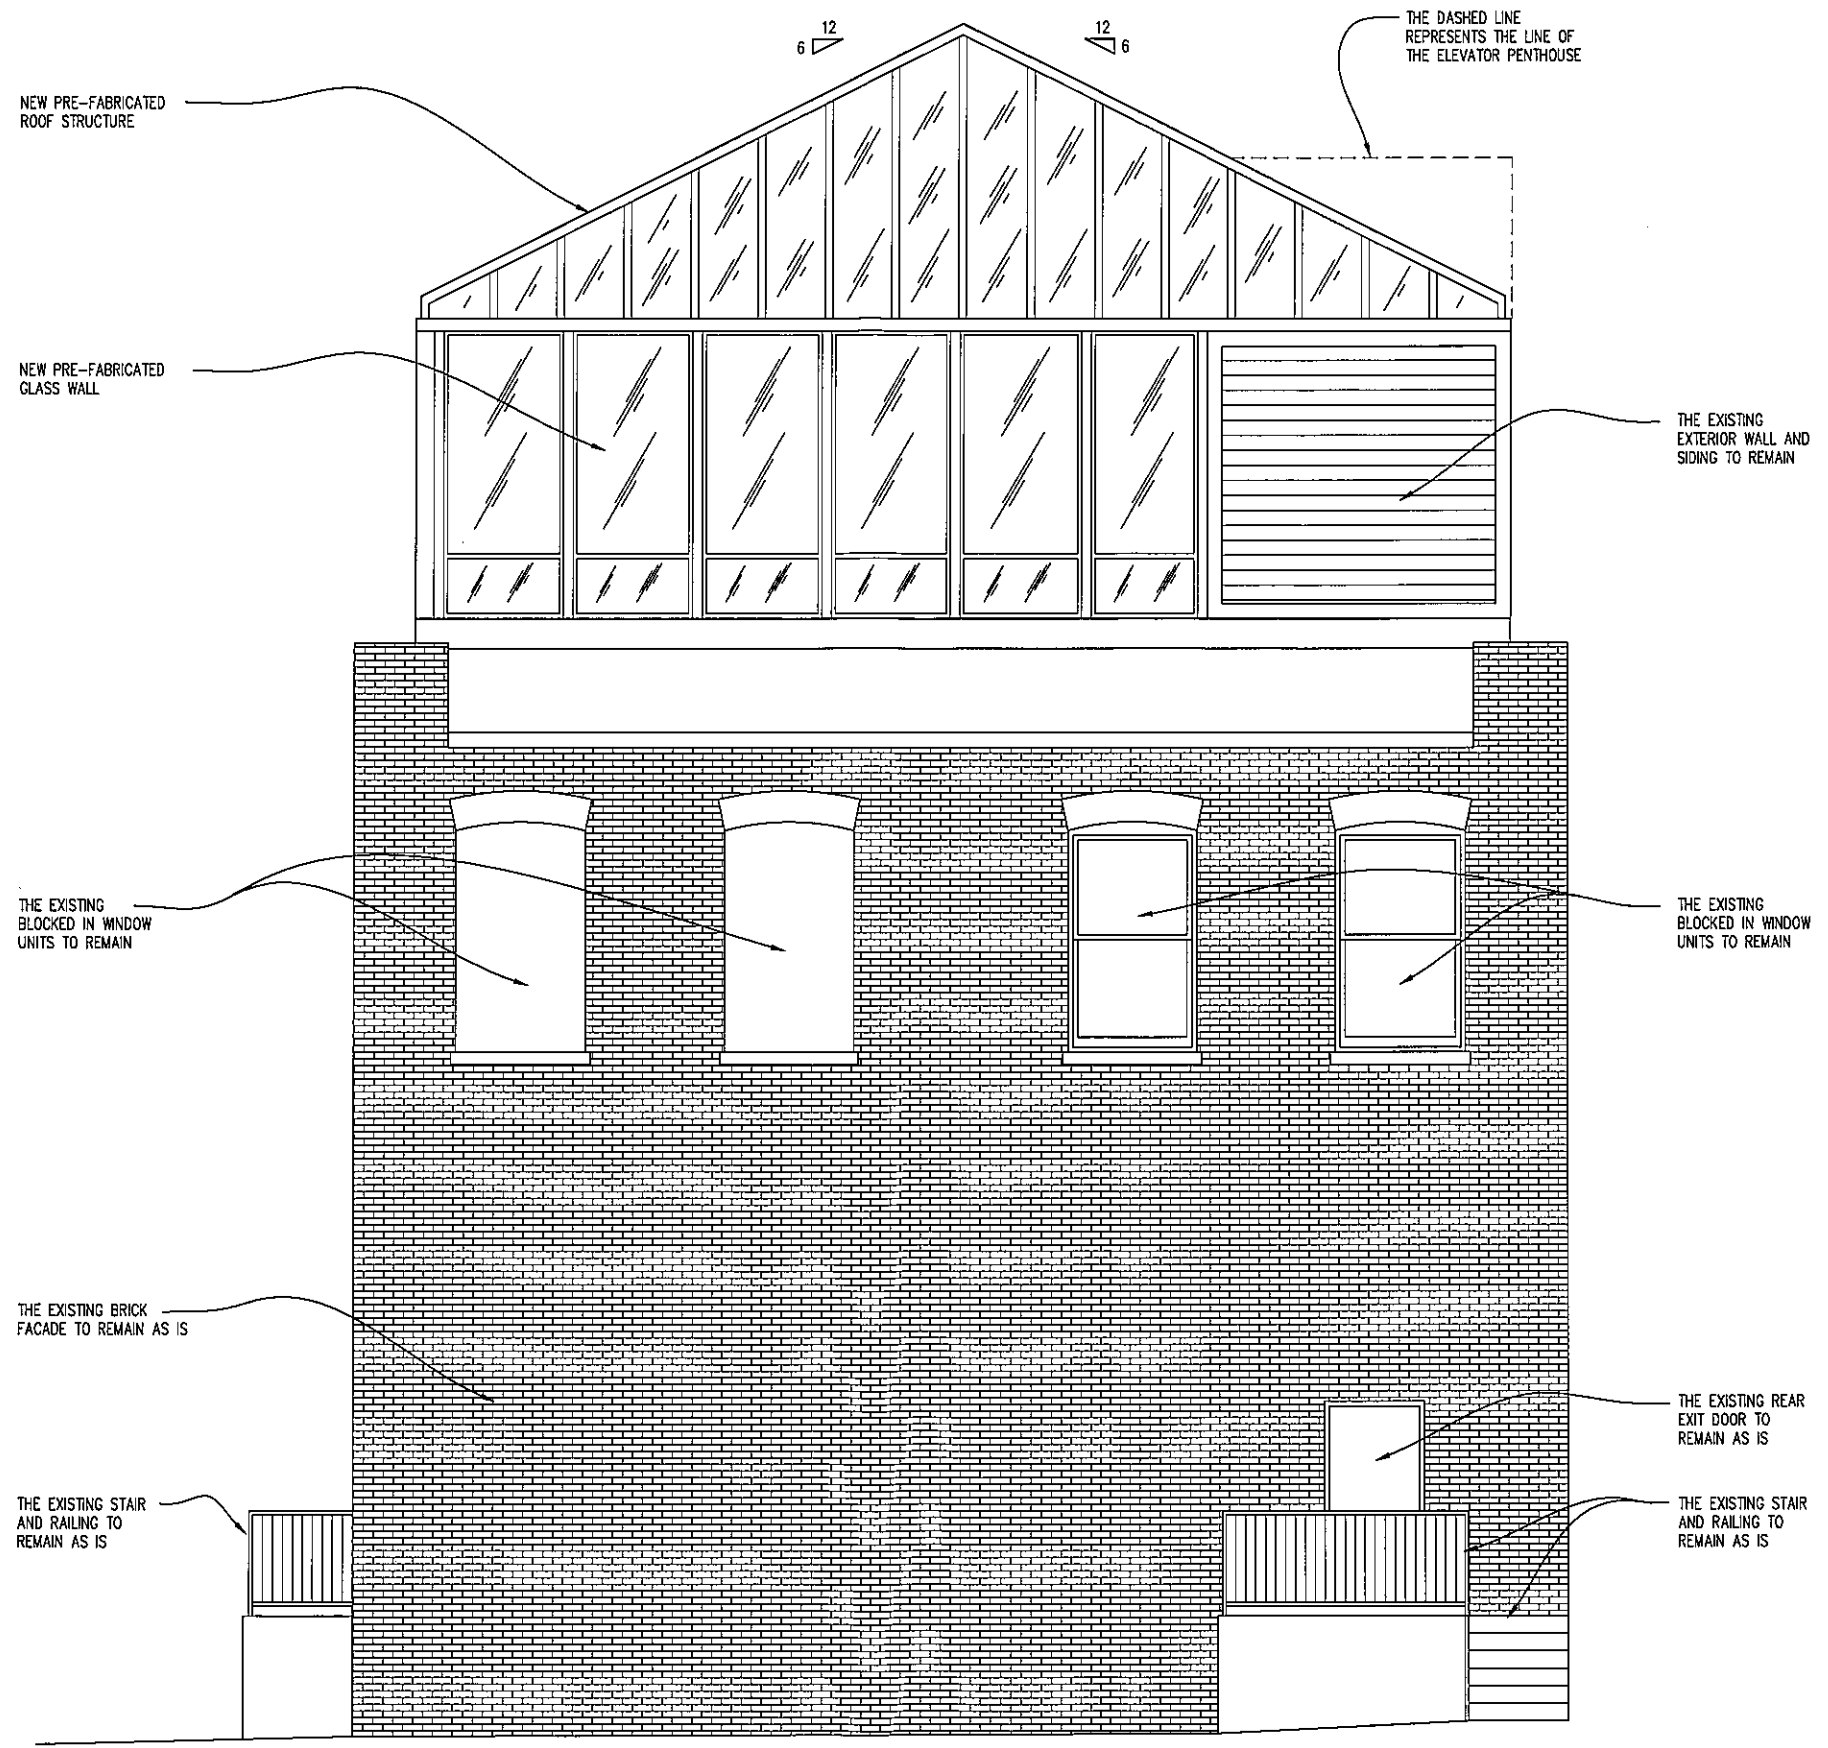 12
6
12
6
THE DASHED LINE
REPRESENTS THE LINE OF
THE ELEVATOR PENTHOUSE
NEW PRE-FABRICATED
ROOF STRUCTURE
NEW PRE-FABRICATED
GLASS WALL
THE EXISTING
EXTERIOR WALL AND
SIDING TO REMAIN
THE EXISTING
BLOCKED IN WINDOW
UNITS TO REMAIN
THE EXISTING
BLOCKED IN WINDOW
UNITS TO REMAIN
THE EXISTING BRICK
FACADE TO REMAIN AS IS
THE EXISTING REAR
EXIT DOOR TO
REMAIN AS IS
THE EXISTING STAIR
AND RAILING TO
REMAIN AS IS
THE EXISTING STAIR
AND RAILING TO
REMAIN AS IS